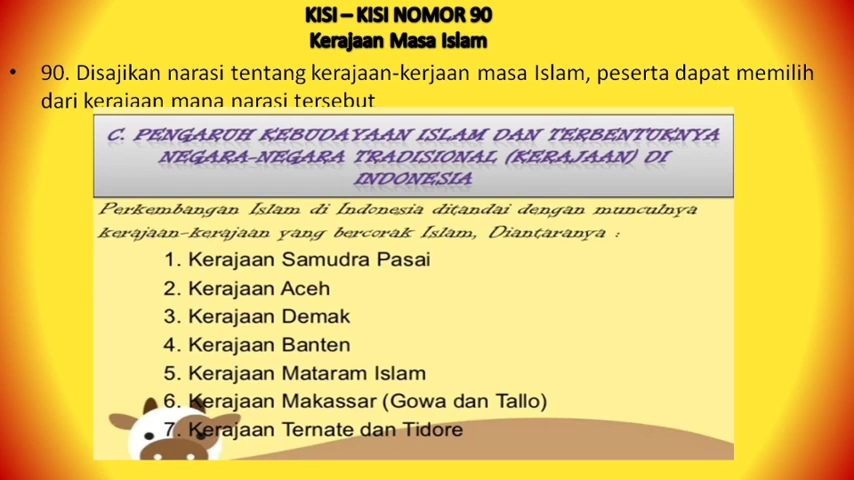 KISI – KISI NOMOR 90
Kerajaan Masa Islam
• 90. Disajikan narasi tentang kerajaan-kerjaan masa Islam, peserta dapat memilih
dari kerajaan mana narasi tersebut
C. PENGARUH KEBUDAYAAN ISLAM DAN TERBENTUKNYA
NEGARA-NEGARA TRADISIONAL (KERAJAAN) DI
INDONESIA
Perkembangan Islam di Indonesia ditandai dengan munculnya
kerajaan-kerajaan yang bercorak Islam, Diantaranya :
1. Kerajaan Samudra Pasai
2. Kerajaan Aceh
3. Kerajaan Demak
4. Kerajaan Banten
5. Kerajaan Mataram Islam
6. Kerajaan Makassar (Gowa dan Tallo)
7. Kerajaan Ternate dan Tidore